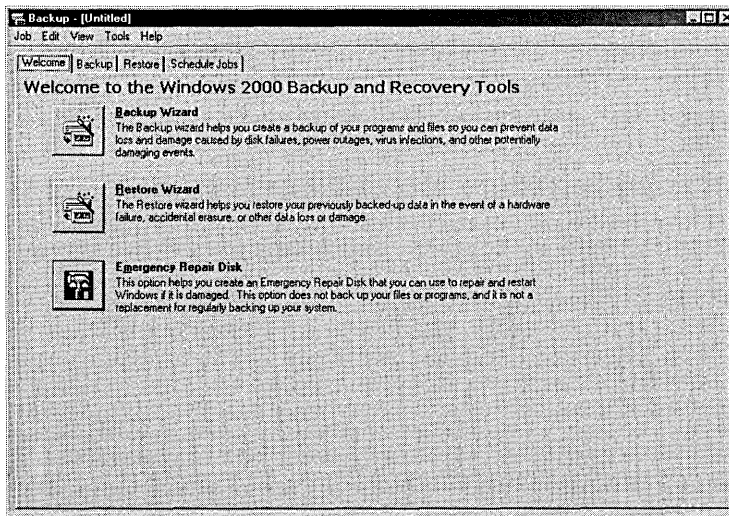 Backup - [Untitled]
Job Edit View Tools Help
Welcome Backup Restore Schedule Jobs
Welcome to the Windows 2000 Backup and Recovery Tools
Backup Wizard
The Backup wizard helps you create a backup of your programs and files so you can prevent data
loss and damage caused by disk failures, power outages, virus infections, and other potentially
damaging events.
Restore Wizard
The Restore wizard helps you restore your previously backed-up data in the event of a hardware
failure, accidental erasure, or other data loss or damage.
Emergency Repair Disk
This option helps you create an Emergency Repair Disk that you can use to repair and restart
Windows if it is damaged. This option does not back up your files or programs, and it is not a
replacement for regularly backing up your system.